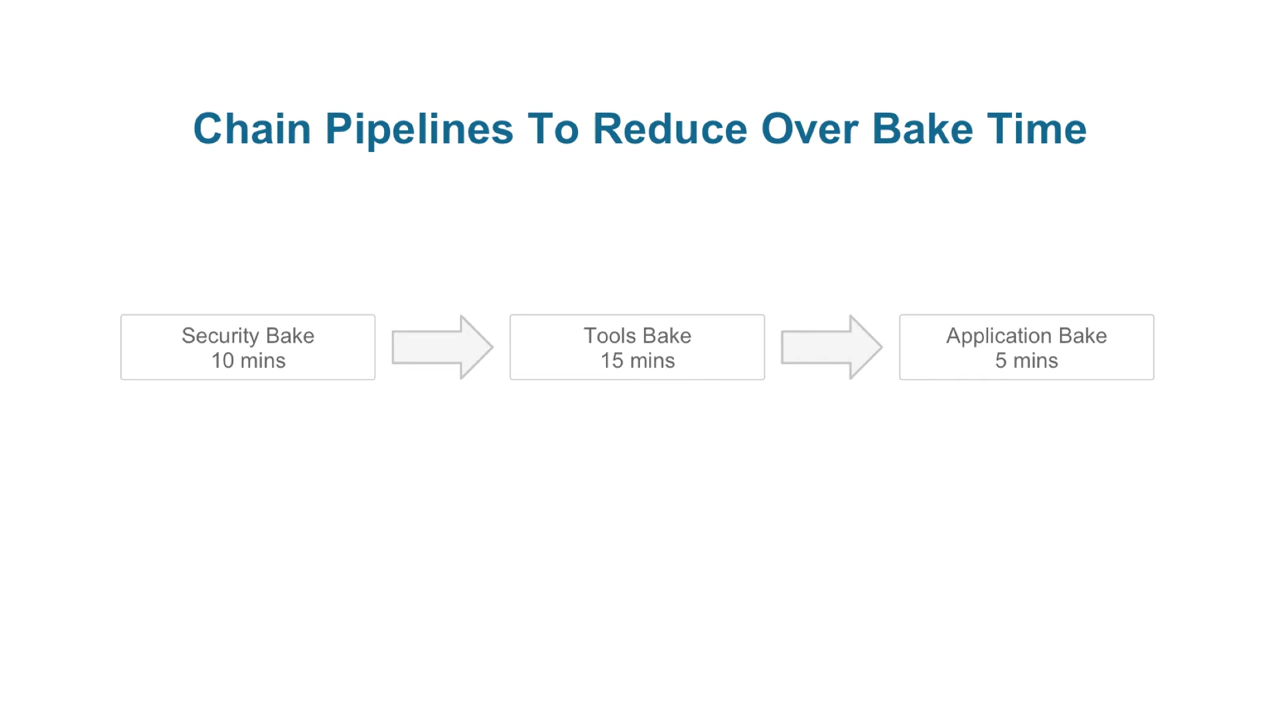 Chain Pipelines To Reduce Over Bake Time
Security Bake
10 mins
Tools Bake
15 mins
Application Bake
5 mins